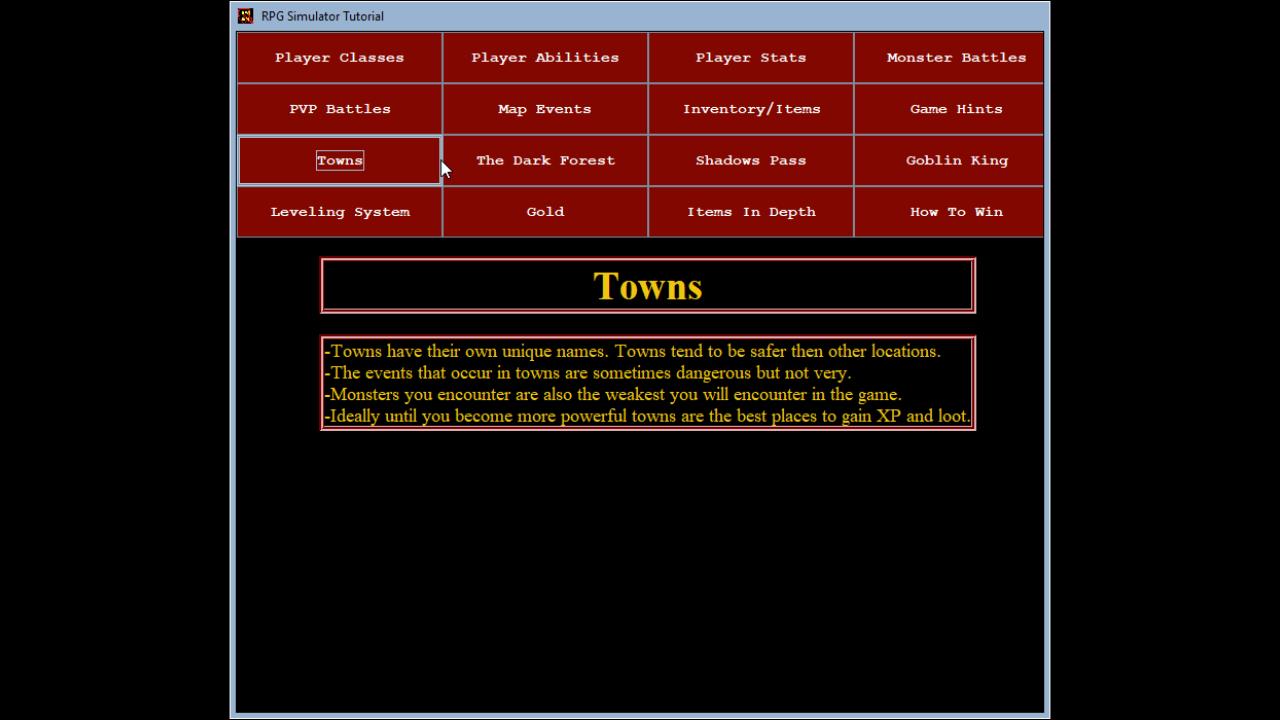 RPG Simulator Tutorial
Player Classes Player Abilities Player Stats Monster Battles
PVP Battles Map Events Inventory/Items Game Hints
Towns The Dark Forest Shadows Pass Goblin King
Leveling System Gold Items In Depth How To Win
Towns
-Towns have their own unique names. Towns tend to be safer then other locations.
-The events that occur in towns are sometimes dangerous but not very.
-Monsters you encounter are also the weakest you will encounter in the game.
-Ideally until you become more powerful towns are the best places to gain XP and loot.